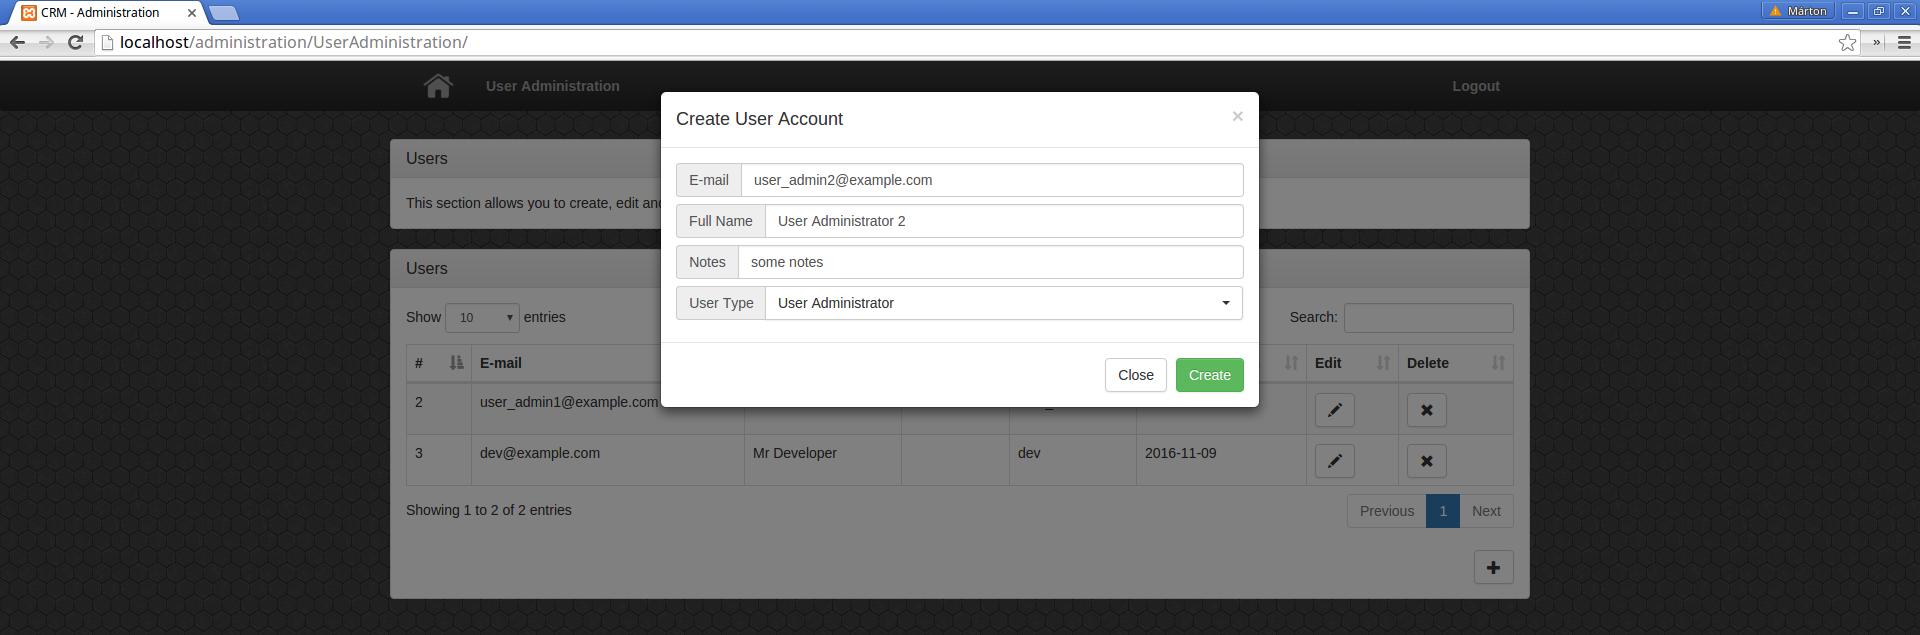 CRM - Administration
Márton
localhost/administration/UserAdministration/
»
User Administration
Logout
Create User Account
×
E-mail user_admin2@example.com
Full Name User Administrator 2
Notes some notes
User Type User Administrator
Close Create
Users
This section allows you to create, edit an
Users
Show 10 entries
Search:
# E-mail Edit Delete
2 user_admin1@example.com
3 dev@example.com Mr Developer dev 2016-11-09
Showing 1 to 2 of 2 entries
Previous 1 Next